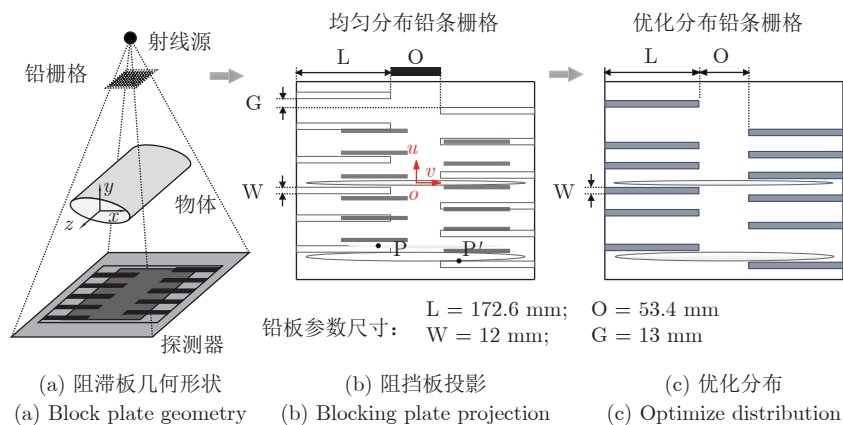 射线源
铅栅格
y
x
z
物体
探测器
均匀分布铅条栅格
L
O
G
u
v
o
W
P
P′
优化分布铅条栅格
L
O
W
铅板参数尺寸:
L = 172.6 mm; O = 53.4 mm
W = 12 mm; G = 13 mm
(a) 阻滞板几何形状
(a) Block plate geometry
(b) 阻挡板投影
(b) Blocking plate projection
(c) 优化分布
(c) Optimize distribution